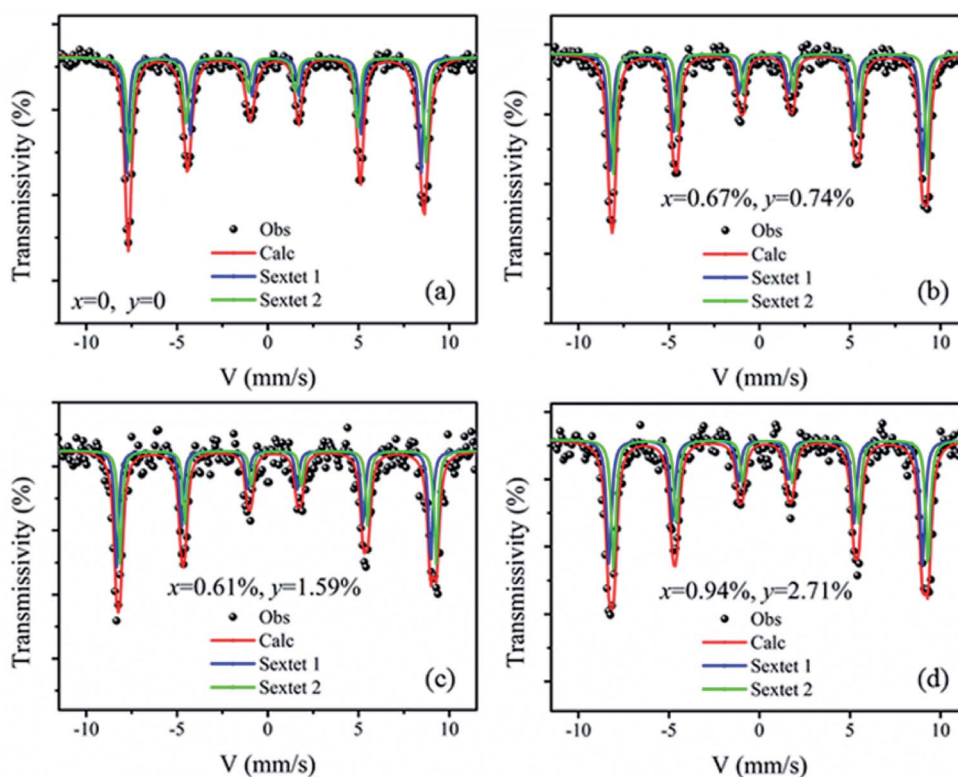 Transmissivity (%)
Obs
Calc
Sextet 1
Sextet 2
x=0, y=0
(a)
-10 -5 0 5 10
V (mm/s)
Transmissivity (%)
x=0.67%, y=0.74%
Obs
Calc
Sextet 1
Sextet 2
(b)
-10 -5 0 5 10
V (mm/s)
Transmissivity (%)
x=0.61%, y=1.59%
Obs
Calc
Sextet 1
Sextet 2
(c)
-10 -5 0 5 10
V (mm/s)
Transmissivity (%)
x=0.94%, y=2.71%
Obs
Calc
Sextet 1
Sextet 2
(d)
-10 -5 0 5 10
V (mm/s)